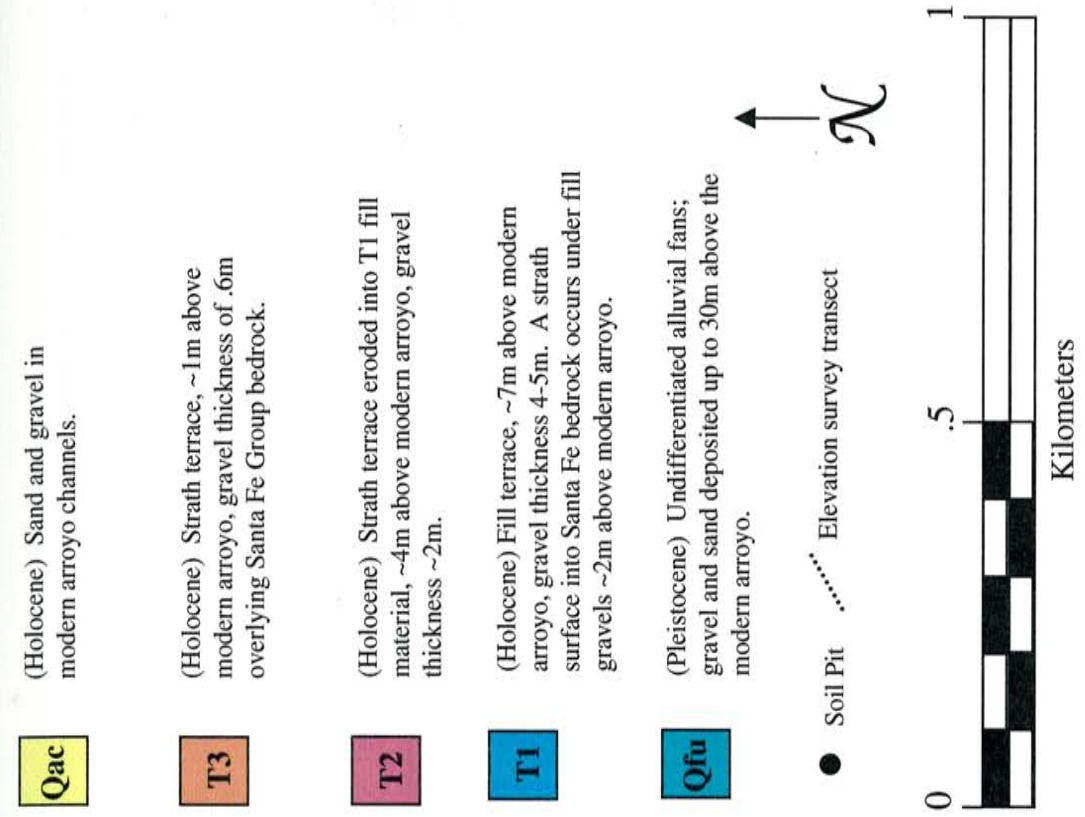 Qac
(Holocene) Sand and gravel in
modern arroyo channels.
T3
(Holocene) Strath terrace, ~1m above
modern arroyo, gravel thickness of .6m
overlying Santa Fe Group bedrock.
T2
(Holocene) Strath terrace eroded into T1 fill
material, ~4m above modern arroyo, gravel
thickness ~2m.
T1
(Holocene) Fill terrace, ~7m above modern
arroyo, gravel thickness 4-5m. A strath
surface into Santa Fe bedrock occurs under fill
gravels ~2m above modern arroyo.
Qfu
(Pleistocene) Undifferentiated alluvial fans;
gravel and sand deposited up to 30m above the
modern arroyo.
Soil Pit
Elevation survey transect
N
0 .5 1
Kilometers